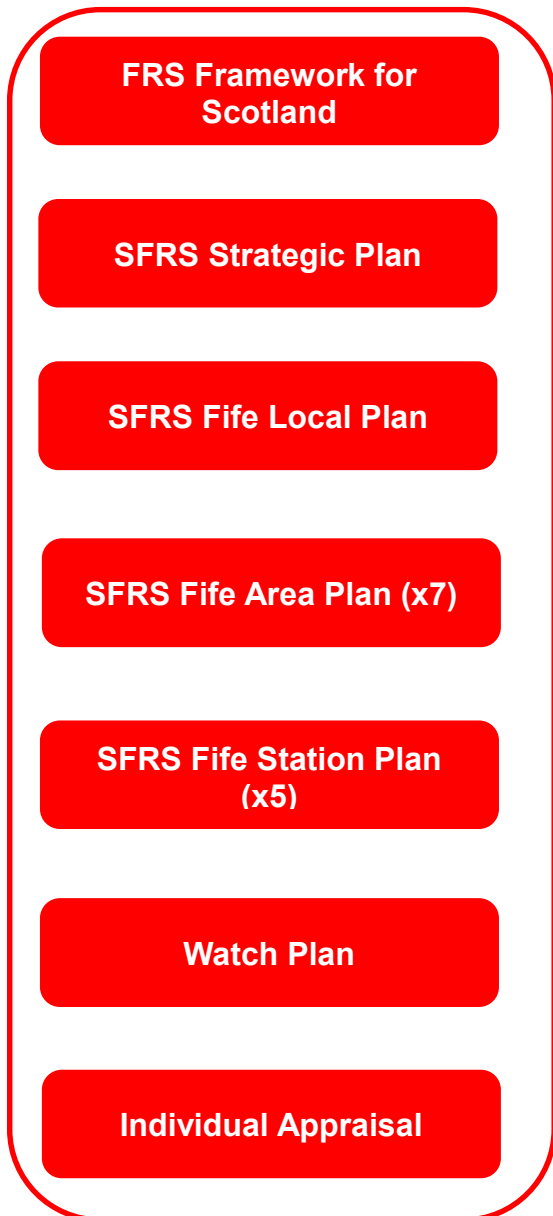 FRS Framework for
Scotland
SFRS Strategic Plan
SFRS Fife Local Plan
SFRS Fife Area Plan (x7)
SFRS Fife Station Plan
(x5)
Watch Plan
Individual Appraisal